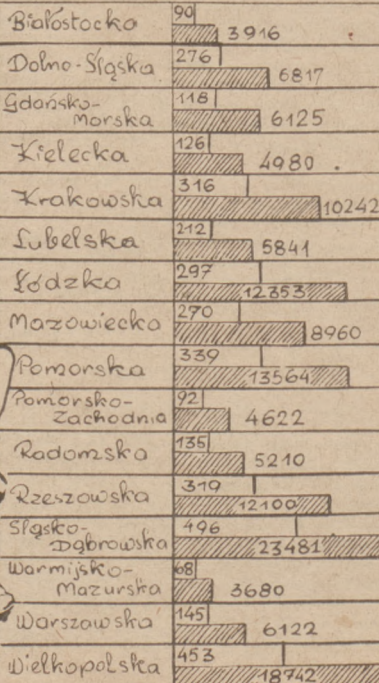 90
Białostocka 3916
276
Dolno-Śląska 6817
118
Gdańsko-
Morska 6125
126
Kielecka 4980
316
Krakowska 10242
212
Lubelska 5841
297
Łódzka 12353
270
Mazowiecka 8960
339
Pomorska 13564
Pomorsko- 92
Zachodnia 4622
135
Radomska 5210
319
Rzeszowska 12100
Śląsko- 496
Dąbrowska 23481
Warmijsko- 68
Mazurska 3680
145
Warszawska 6122
453
Wielkopolska 18742